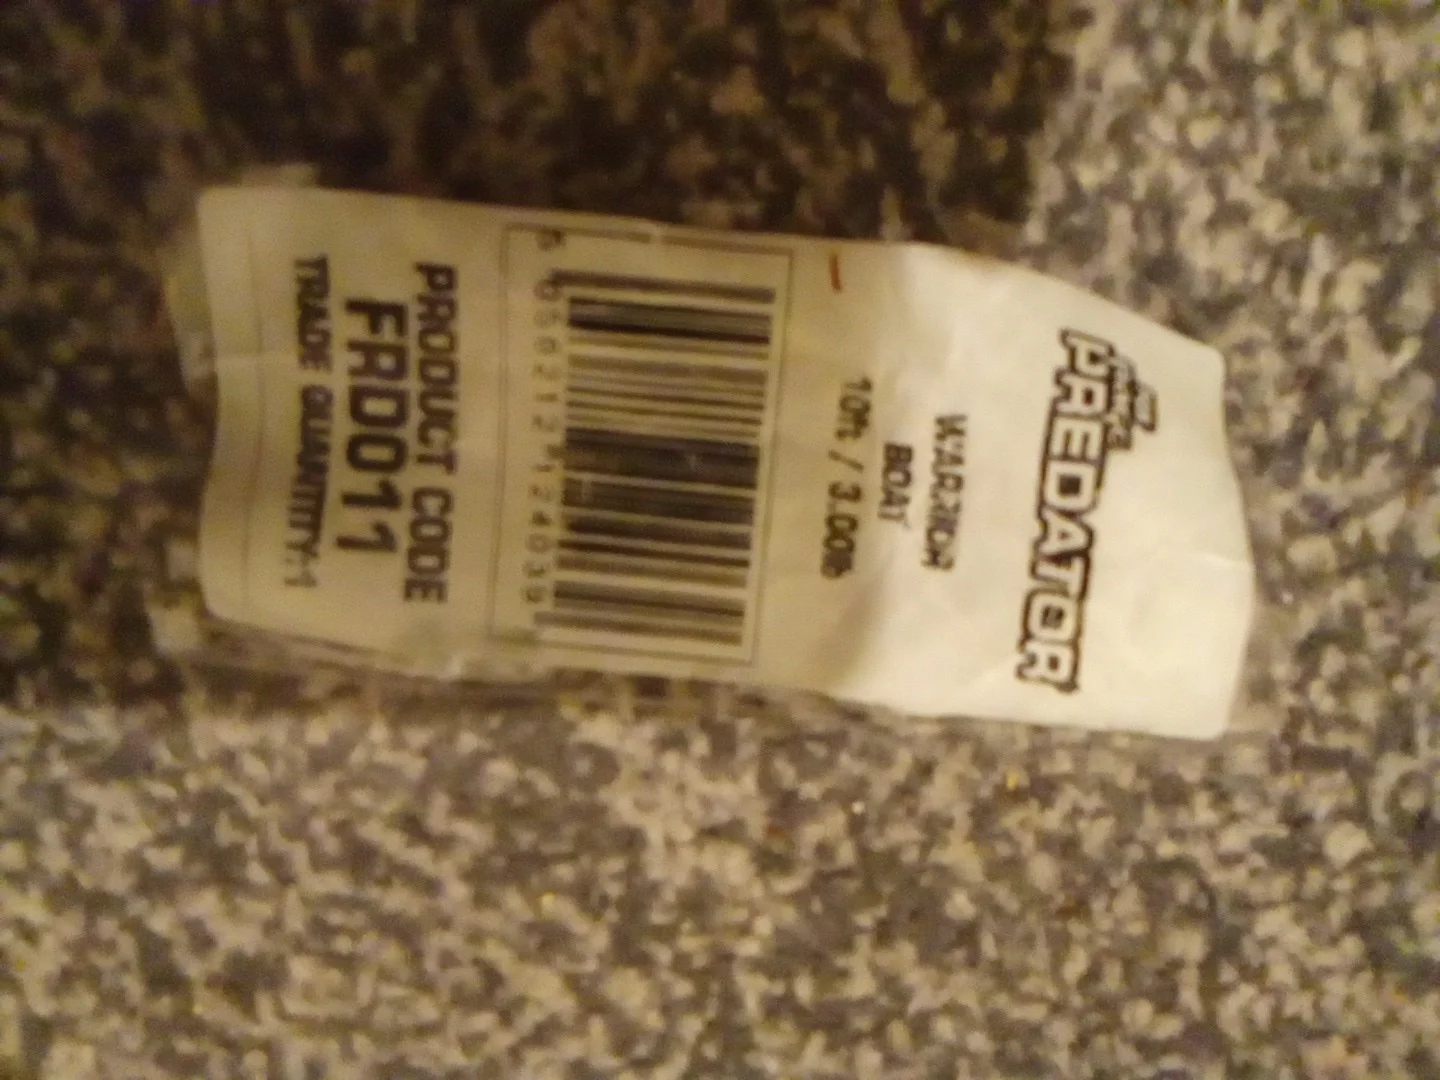 PREDATOR
WARRIOR
BOAT
10ft / 3.00m
PRODUCT CODE
FRD011
TRADE QUANTITY:1